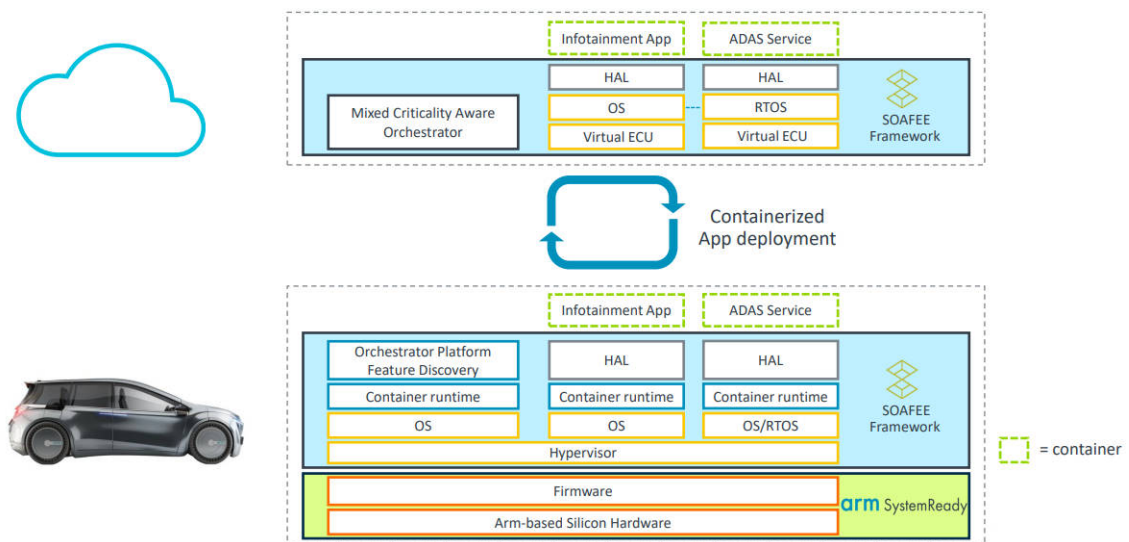 Infotainment App
ADAS Service
HAL
HAL
Mixed Criticality Aware
Orchestrator
OS
---
RTOS
Virtual ECU
Virtual ECU
SOAFEE
Framework
Containerized
App deployment
Infotainment App
ADAS Service
Orchestrator Platform
Feature Discovery
HAL
HAL
Container runtime
Container runtime
Container runtime
SOAFEE
Framework
OS
OS
OS/RTOS
Hypervisor
= container
Firmware
arm SystemReady
Arm-based Silicon Hardware